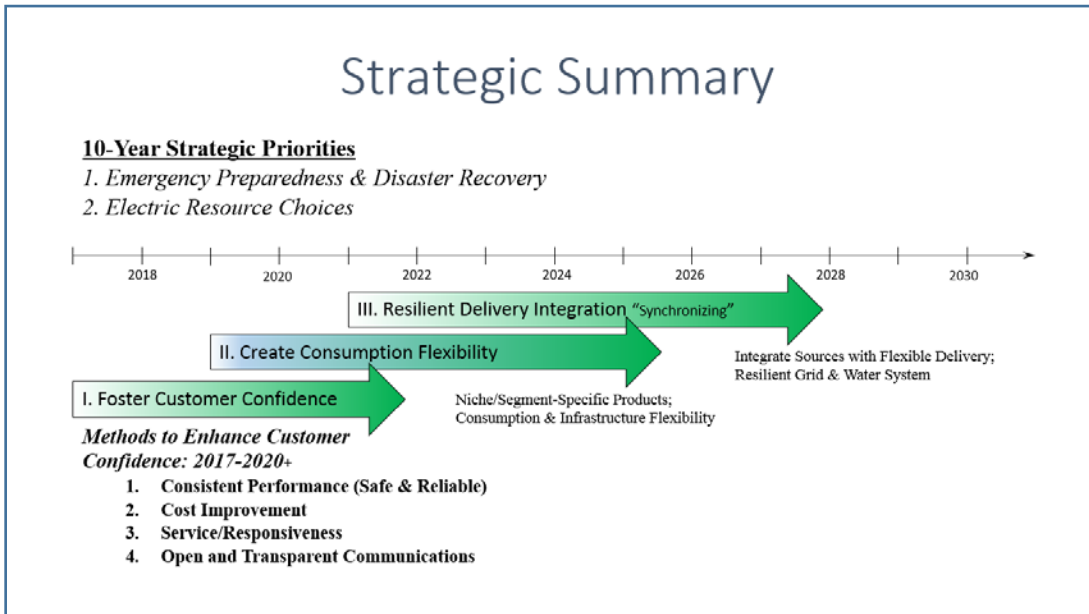 Strategic Summary
10-Year Strategic Priorities
1. Emergency Preparedness & Disaster Recovery
2. Electric Resource Choices
2018 2020 2022 2024 2026 2028 2030
III. Resilient Delivery Integration "Synchronizing"
Integrate Sources with Flexible Delivery;
Resilient Grid & Water System
II. Create Consumption Flexibility
Niche/Segment-Specific Products;
Consumption & Infrastructure Flexibility
I. Foster Customer Confidence
Methods to Enhance Customer
Confidence: 2017-2020+
1. Consistent Performance (Safe & Reliable)
2. Cost Improvement
3. Service/Responsiveness
4. Open and Transparent Communications